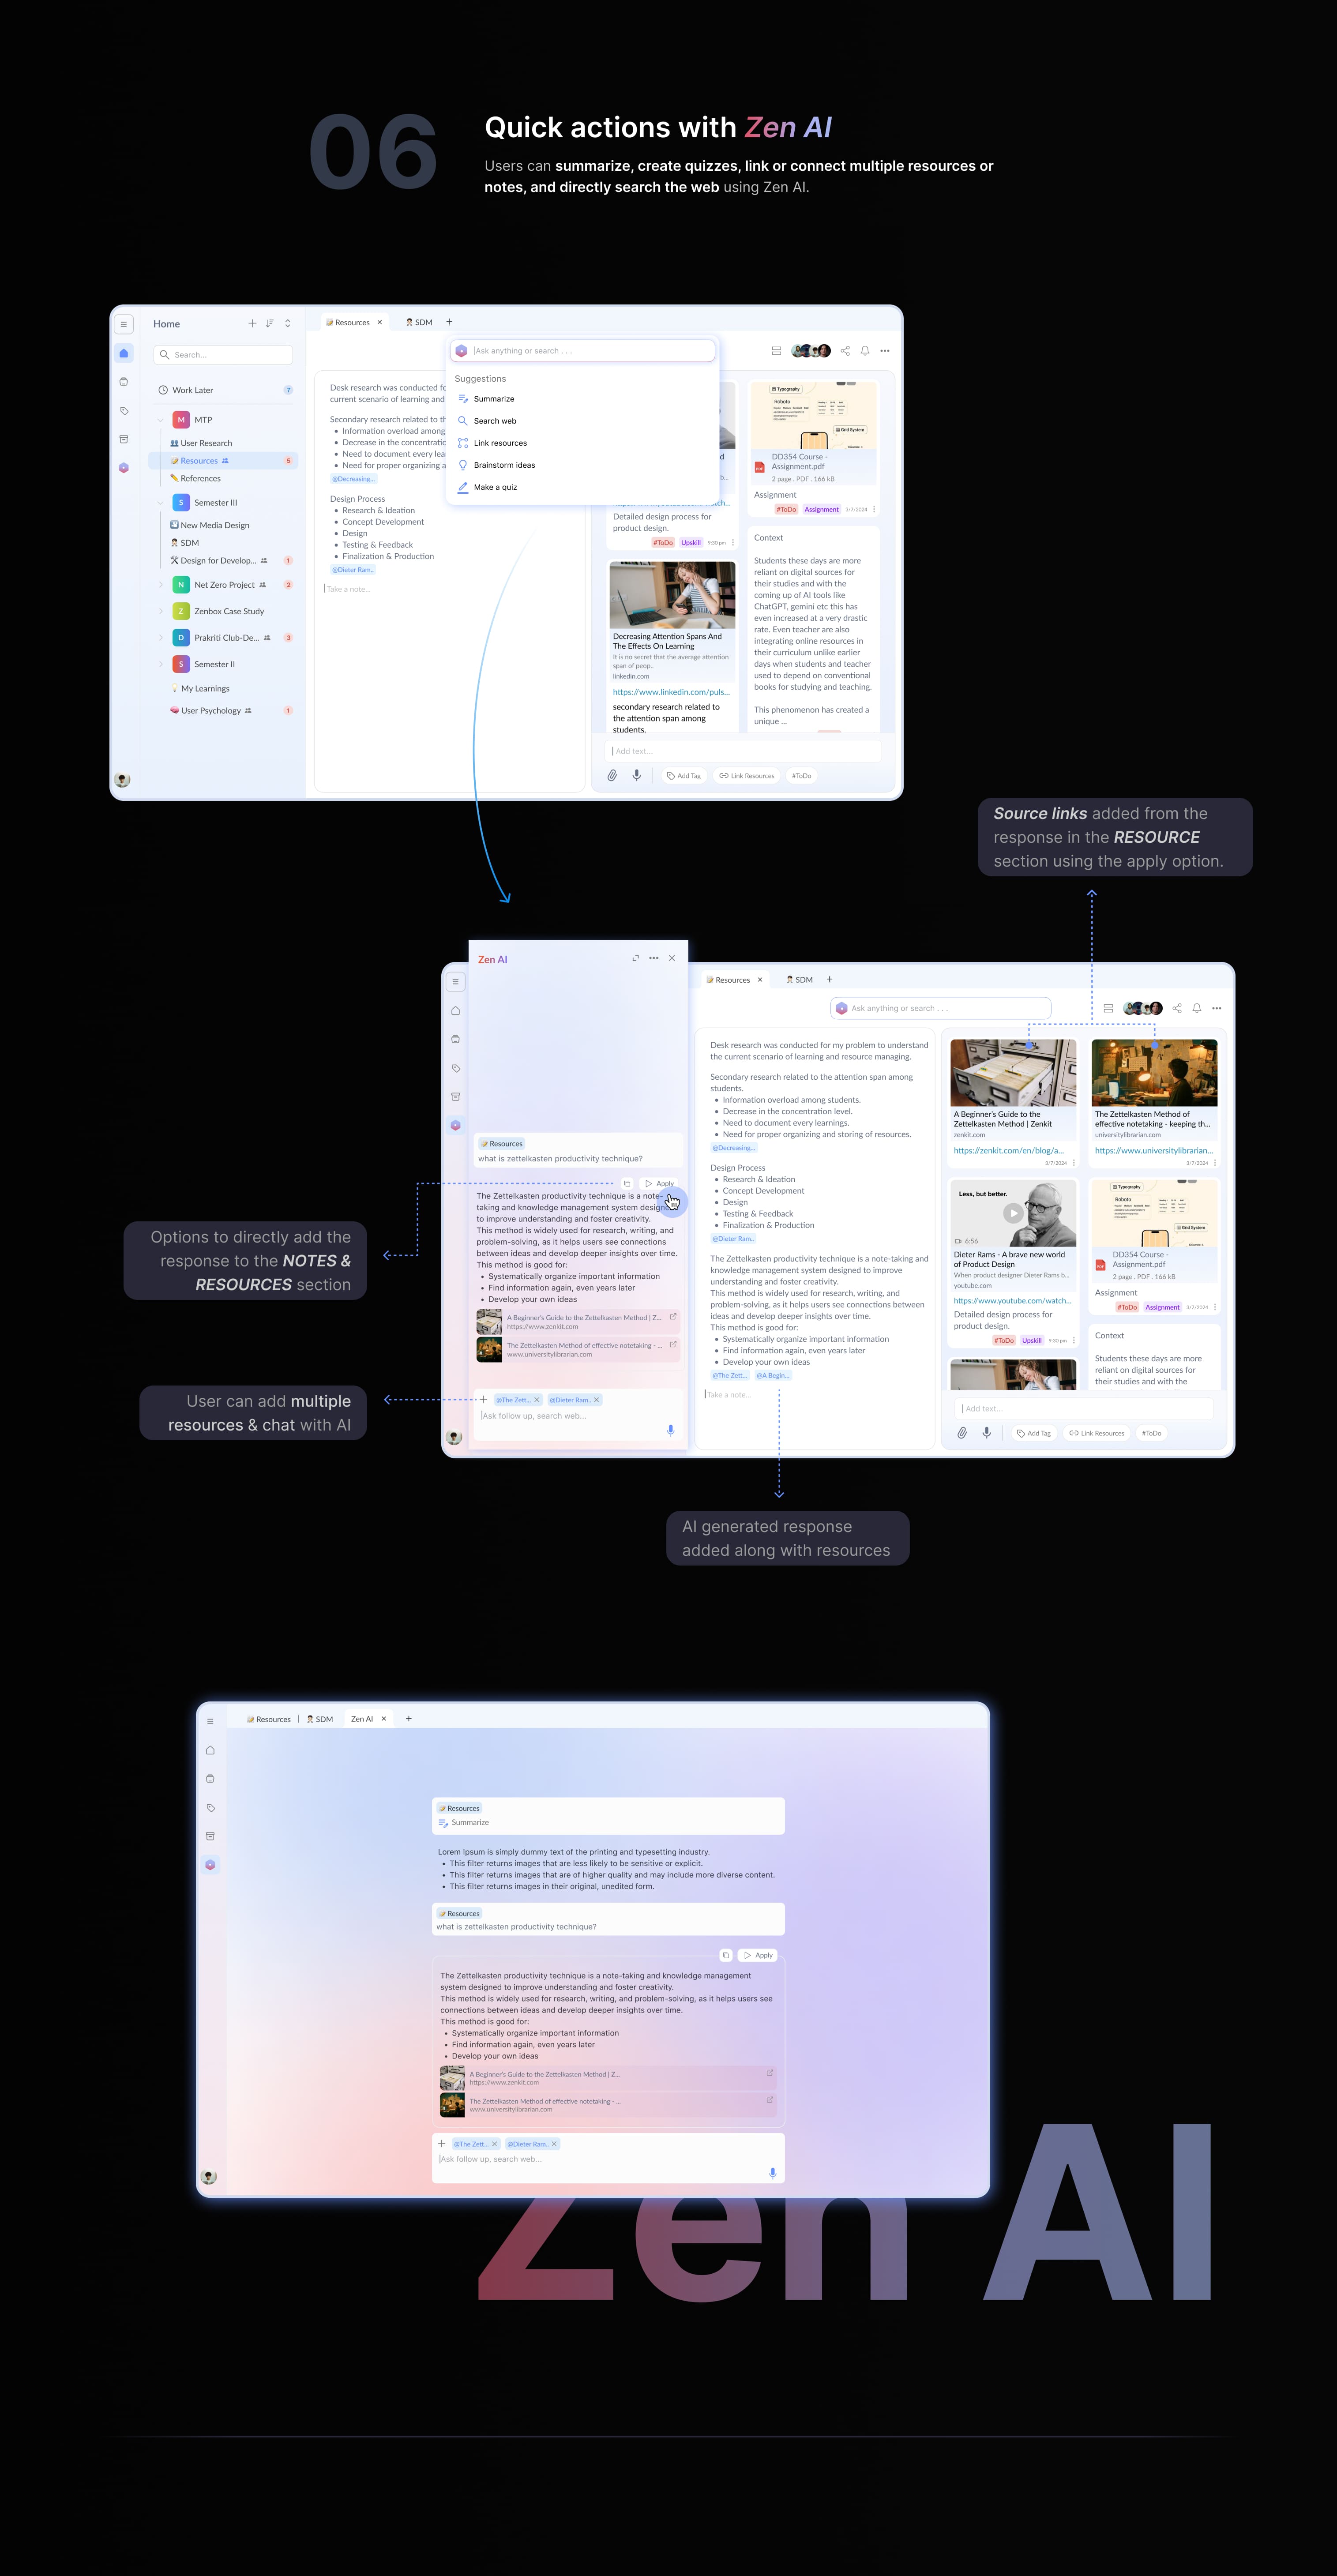 06
Quick actions with Zen AI
Users can summarize, create quizzes, link or connect multiple resources or
notes, and directly search the web using Zen AI.
Home
Search...
Work Later
7
M
MTP
User Research
Resources
5
References
S
Semester III
New Media Design
SDM
Design for Develop...
1
N
Net Zero Project
2
Z
Zenbox Case Study
D
Prakriti Club-De...
3
S
Semester II
My Learnings
User Psychology
1
Resources
SDM
Ask anything or search . . .
Suggestions
Summarize
Search web
Link resources
Brainstorm ideas
Make a quiz
Desk research was conducted fo
current scenario of learning and
Secondary research related to th
Information overload among
Decrease in the concentratio
Need to document every lea
Need for proper organizing a
@Decreasing...
Design Process
Research & Ideation
Concept Development
Design
Testing & Feedback
Finalization & Production
@Dieter Ram..
Take a note...
Detailed design process for
product design.
#ToDo
Upskill
9:30 pm
Decreasing Attention Spans And
The Effects On Learning
It is no secret that the average attention
span of peop..
linkedin.com
https://www.linkedin.com/puls...
secondary research related to
the attention span among
students.
Typography
Roboto
Grid System
DD354 Course -
Assignment.pdf
2 page . PDF . 166 kB
Assignment
#ToDo
Assignment
3/7/2024
Context
Students these days are more
reliant on digital sources for
their studies and with the
coming up of AI tools like
ChatGPT, gemini etc this has
even increased at a very drastic
rate. Even teacher are also
integrating online resources in
their curriculum unlike earlier
days when students and teacher
used to depend on conventional
books for studying and teaching.
This phenomenon has created a
unique ...
Add text...
Add Tag
Link Resources
#ToDo
Source links added from the
response in the RESOURCE
section using the apply option.
Zen AI
Resources
what is zettelkasten productivity technique?
Apply
The Zettelkasten productivity technique is a note-
taking and knowledge management system design
to improve understanding and foster creativity.
This method is widely used for research, writing, and
problem-solving, as it helps users see connections
between ideas and develop deeper insights over time.
This method is good for:
Systematically organize important information
Find information again, even years later
Develop your own ideas
A Beginner's Guide to the Zettelkasten Method | Z...
https://www.zenkit.com
The Zettelkasten Method of effective notetaking - ...
www.universitylibrarian.com
@The Zett...
@Dieter Ram..
Ask follow up, search web...
Resources
SDM
Ask anything or search . . .
Desk research was conducted for my problem to understand
the current scenario of learning and resource managing.
Secondary research related to the attention span among
students.
Information overload among students.
Decrease in the concentration level.
Need to document every learnings.
Need for proper organizing and storing of resources.
@Decreasing...
Design Process
Research & Ideation
Concept Development
Design
Testing & Feedback
Finalization & Production
@Dieter Ram..
The Zettelkasten productivity technique is a note-taking and
knowledge management system designed to improve
understanding and foster creativity.
This method is widely used for research, writing, and
problem-solving, as it helps users see connections between
ideas and develop deeper insights over time.
This method is good for:
Systematically organize important information
Find information again, even years later
Develop your own ideas
@The Zett...
@A Begin...
Take a note...
A Beginner's Guide to the
Zettelkasten Method | Zenkit
zenkit.com
https://zenkit.com/en/blog/a...
3/7/2024
The Zettelkasten Method of
effective notetaking - keeping th...
universitylibrarian.com
https://www.universitylibrarian...
3/7/2024
Less, but better.
6:56
Dieter Rams - A brave new world
of Product Design
When product designer Dieter Rams b...
youtube.com
https://www.youtube.com/watch...
Detailed design process for
product design.
#ToDo
Upskill
9:30 pm
Typography
Roboto
Grid System
DD354 Course -
Assignment.pdf
2 page . PDF . 166 kB
Assignment
#ToDo
Assignment
3/7/2024
Context
Students these days are more
reliant on digital sources for
their studies and with the
Add text...
Add Tag
Link Resources
#ToDo
Options to directly add the
response to the NOTES &
RESOURCES section
User can add multiple
resources & chat with AI
AI generated response
added along with resources
Resources
SDM
Zen AI
Resources
Summarize
Lorem Ipsum is simply dummy text of the printing and typesetting industry.
This filter returns images that are less likely to be sensitive or explicit.
This filter returns images that are of higher quality and may include more diverse content.
This filter returns images in their original, unedited form.
Resources
what is zettelkasten productivity technique?
Apply
The Zettelkasten productivity technique is a note-taking and knowledge management
system designed to improve understanding and foster creativity.
This method is widely used for research, writing, and problem-solving, as it helps users see
connections between ideas and develop deeper insights over time.
This method is good for:
Systematically organize important information
Find information again, even years later
Develop your own ideas
A Beginner's Guide to the Zettelkasten Method | Z...
https://www.zenkit.com
The Zettelkasten Method of effective notetaking - ...
www.universitylibrarian.com
@The Zett...
@Dieter Ram..
Ask follow up, search web...
Zen AI